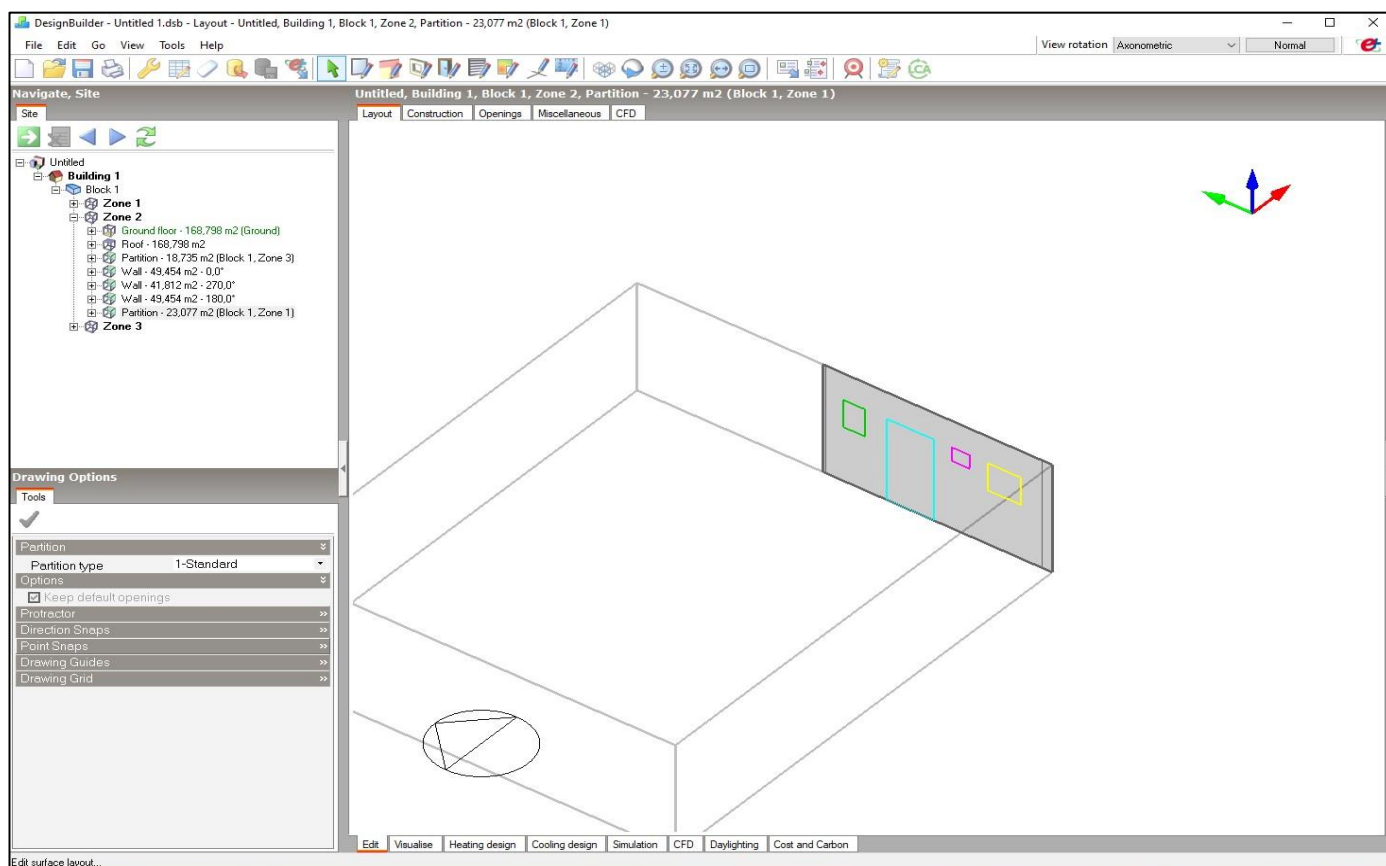 DesignBuilder - Untitled 1.dsb - Layout - Untitled, Building 1, Block 1, Zone 2, Partition - 23,077 m2 (Block 1, Zone 1)
File Edit Go View Tools Help
View rotation Axonometric Normal
Navigate, Site
Site
Untitled
Building 1
Block 1
Zone 1
Zone 2
Ground floor - 168,798 m2 (Ground)
Roof - 168,798 m2
Partition - 18,735 m2 (Block 1, Zone 3)
Wall - 49,454 m2 - 0,0°
Wall - 41,812 m2 - 270,0°
Wall - 49,454 m2 - 180,0°
Partition - 23,077 m2 (Block 1, Zone 1)
Zone 3
Untitled, Building 1, Block 1, Zone 2, Partition - 23,077 m2 (Block 1, Zone 1)
Layout Construction Openings Miscellaneous CFD
Drawing Options
Tools
Partition
Partition type 1-Standard
Options
Keep default openings
Protractor
Direction Snaps
Point Snaps
Drawing Guides
Drawing Grid
Edit Visualise Heating design Cooling design Simulation CFD Daylighting Cost and Carbon
Edit surface layout...